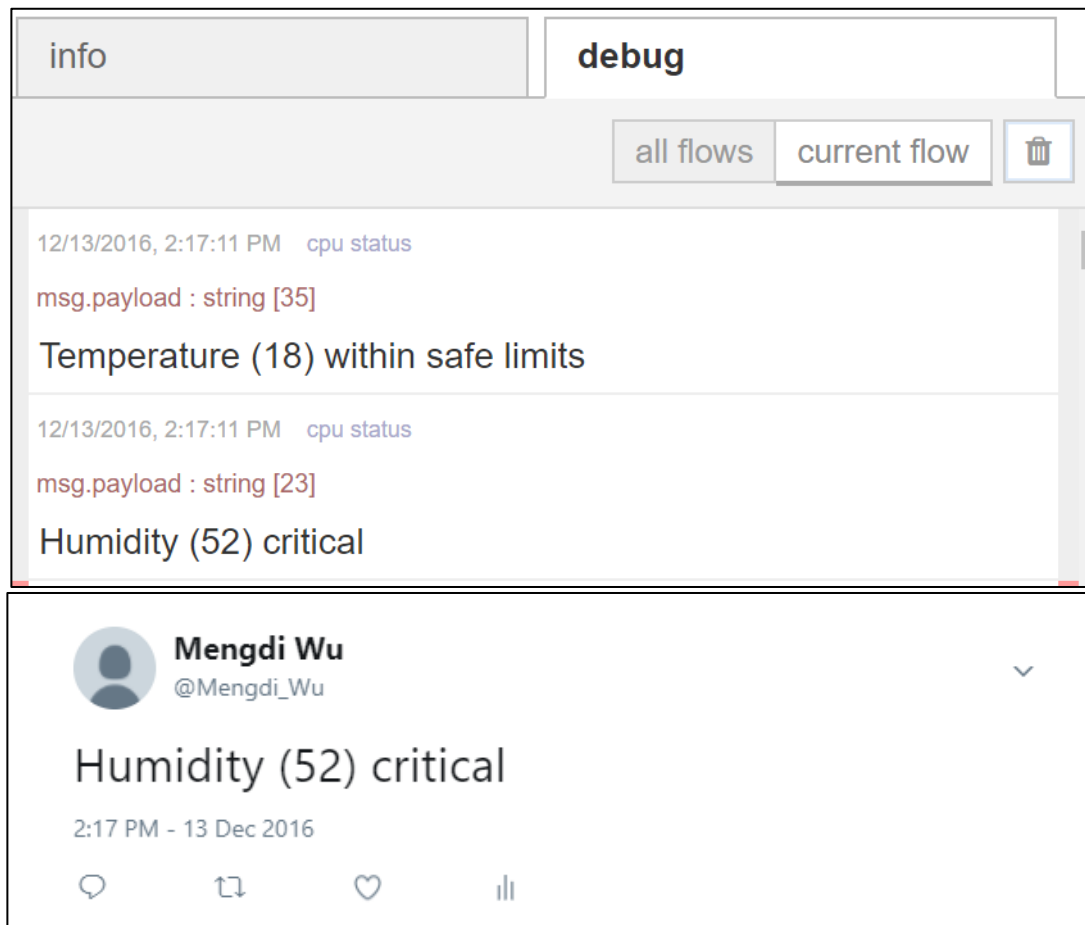 info debug
all flows current flow
12/13/2016, 2:17:11 PM cpu status
msg.payload : string [35]
Temperature (18) within safe limits
12/13/2016, 2:17:11 PM cpu status
msg.payload : string [23]
Humidity (52) critical
Mengdi Wu
@Mengdi_Wu
Humidity (52) critical
2:17 PM - 13 Dec 2016